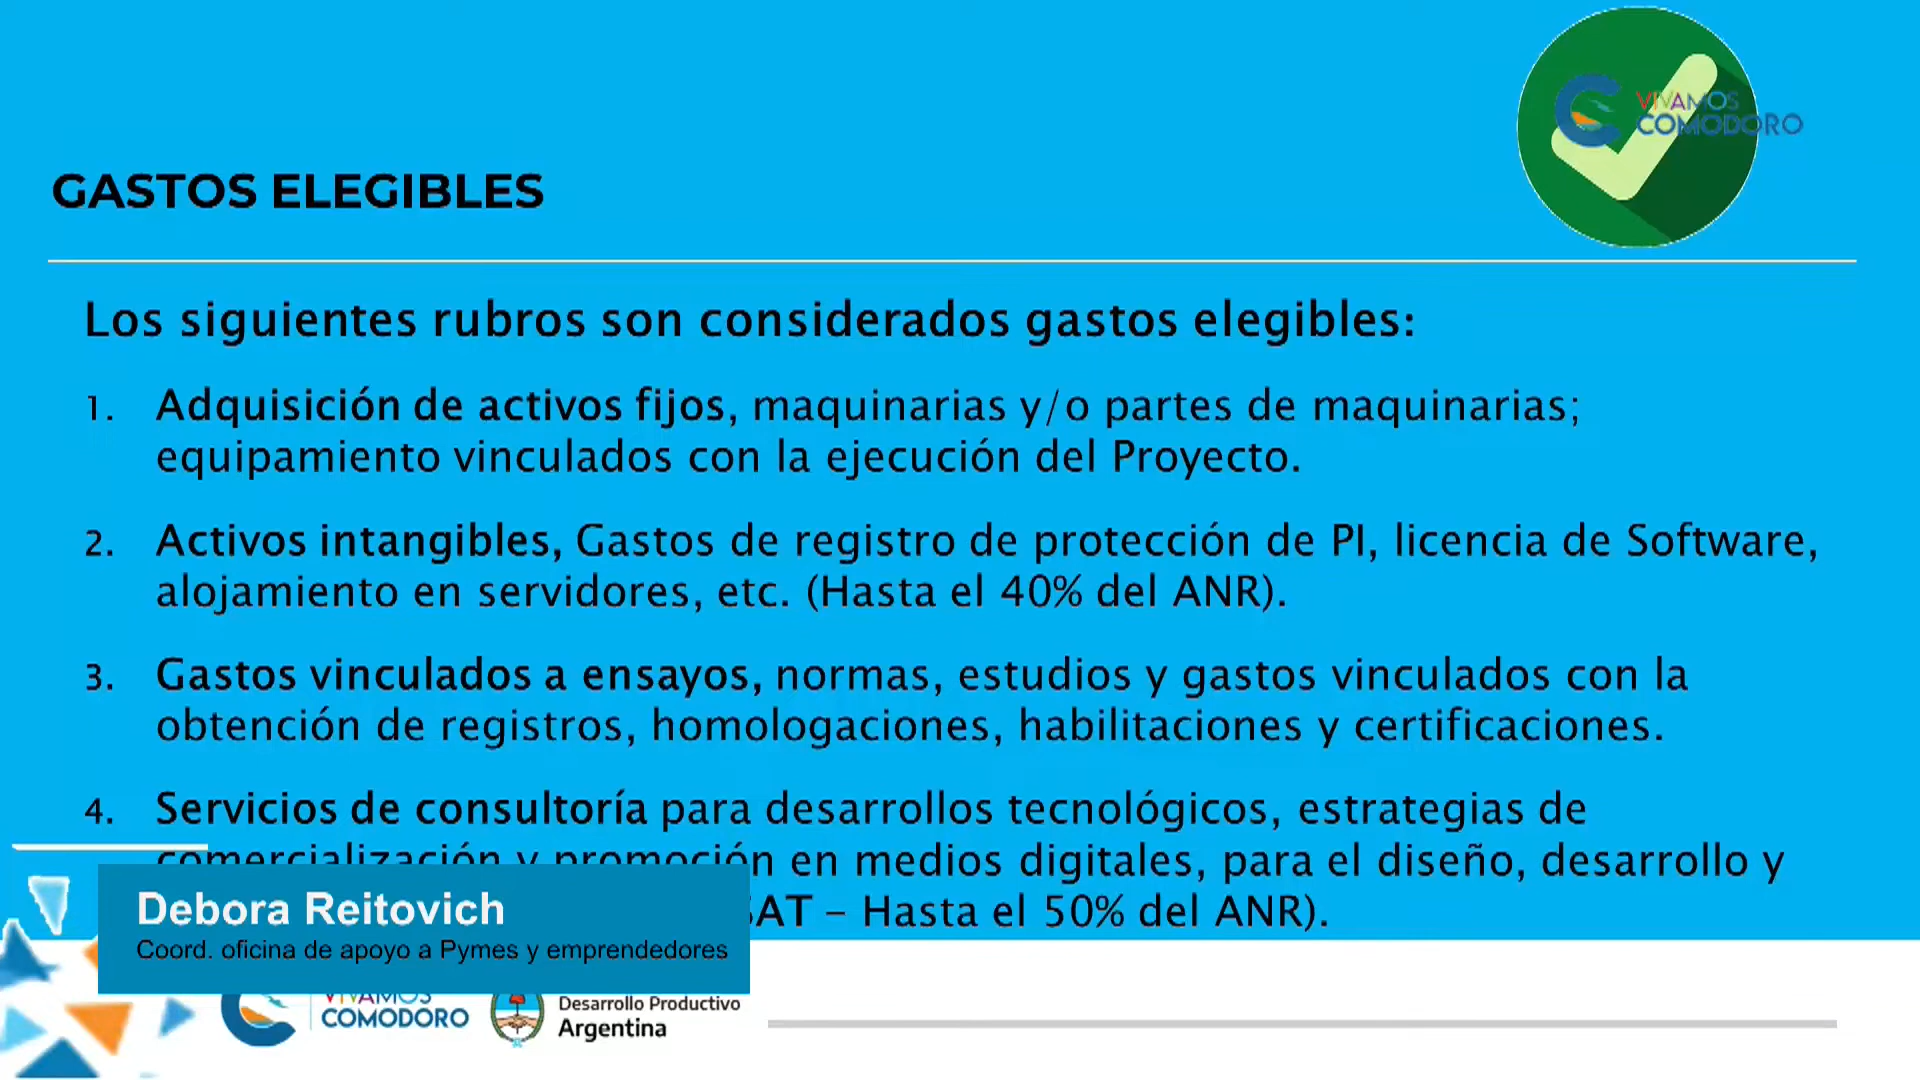 VIVAMOS
COMODORO
GASTOS ELEGIBLES
Los siguientes rubros son considerados gastos elegibles:
1. Adquisición de activos fijos, maquinarias y/o partes de maquinarias;
equipamiento vinculados con la ejecución del Proyecto.
2. Activos intangibles, Gastos de registro de protección de PI, licencia de Software,
alojamiento en servidores, etc. (Hasta el 40% del ANR).
3. Gastos vinculados a ensayos, normas, estudios y gastos vinculados con la
obtención de registros, homologaciones, habilitaciones y certificaciones.
4. Servicios de consultoría para desarrollos tecnológicos, estrategias de
comercialización y promoción en medios digitales, para el diseño, desarrollo y
SAT – Hasta el 50% del ANR).
Debora Reitovich
Coord. oficina de apoyo a Pymes y emprendedores
VIVAMOS
COMODORO
Desarrollo Productivo
Argentina